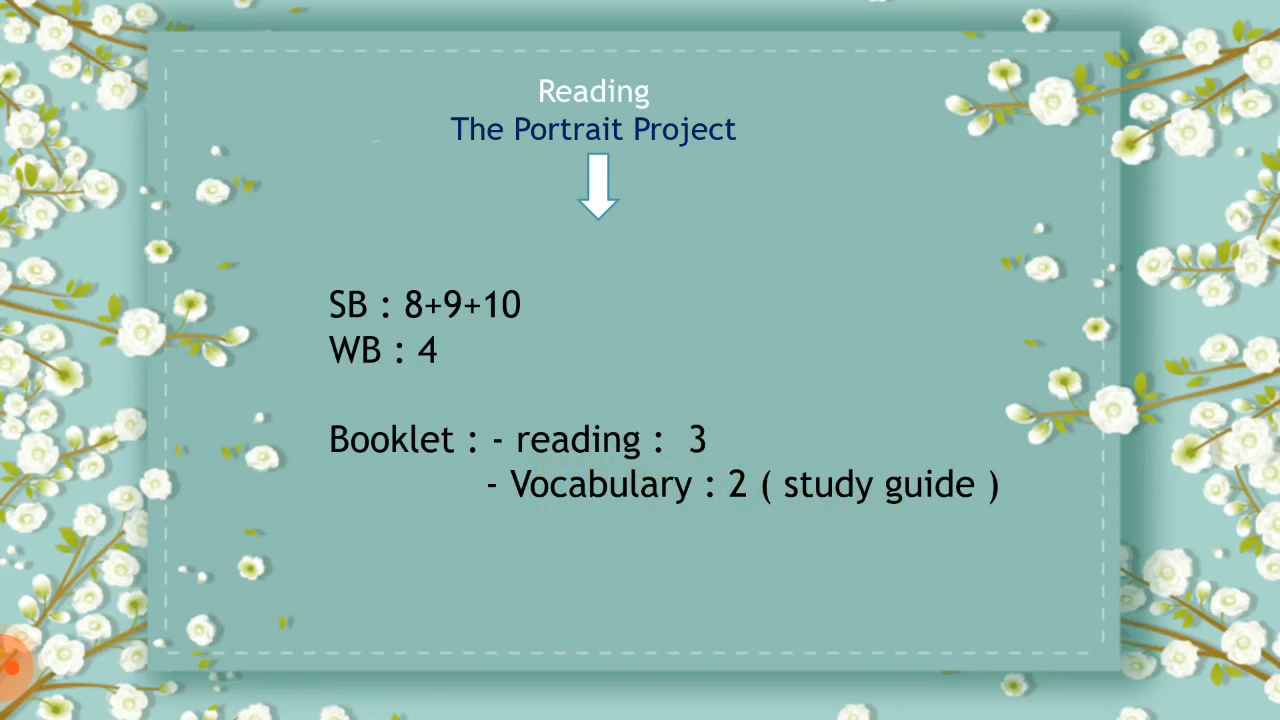 Reading
The Portrait Project
SB : 8+9+10
WB : 4
Booklet : - reading : 3
- Vocabulary : 2 ( study guide )